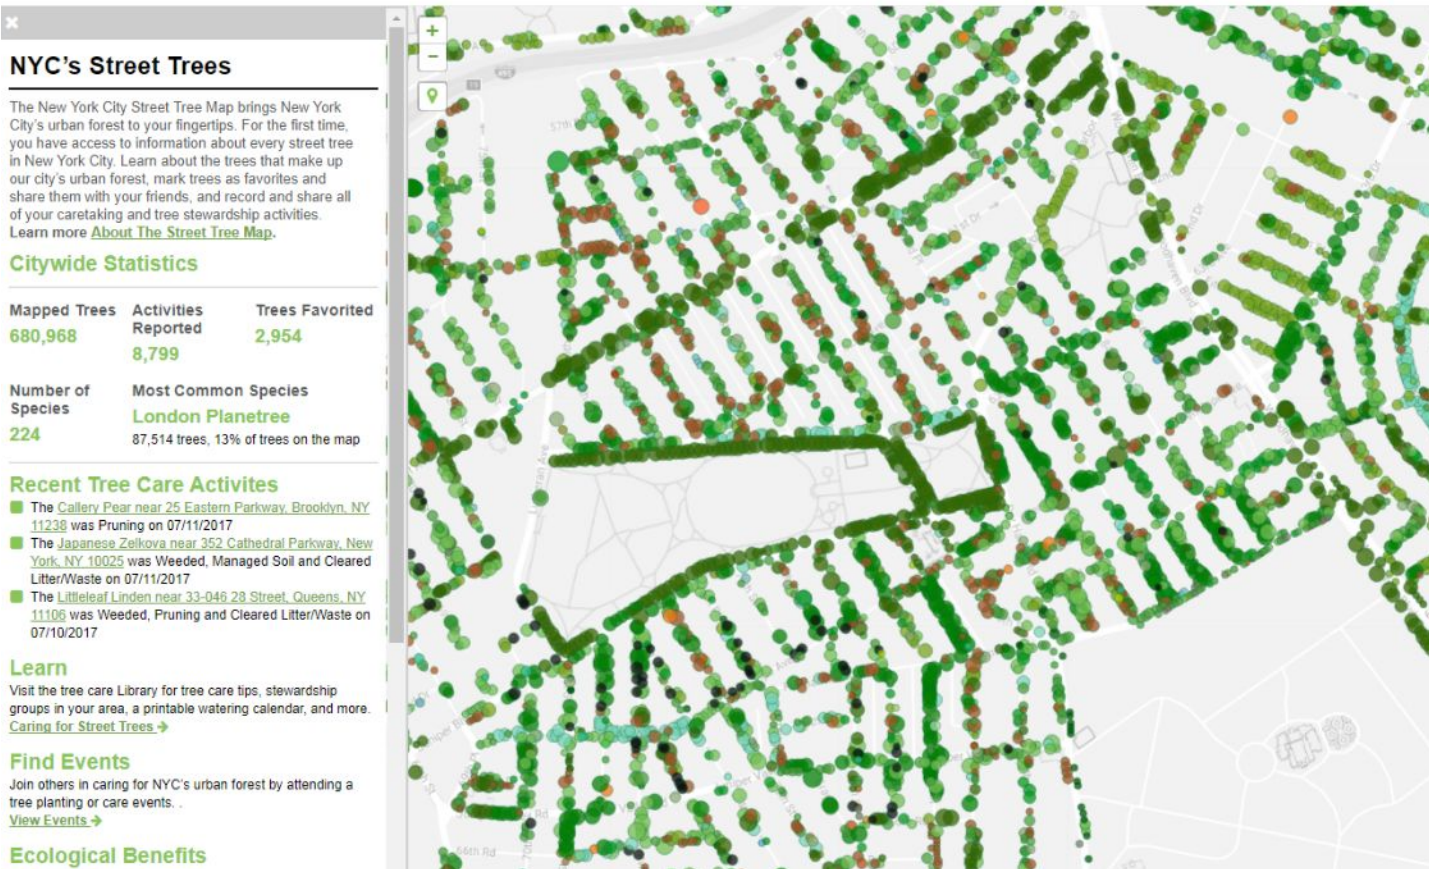 NYC's Street Trees
The New York City Street Tree Map brings New York
City's urban forest to your fingertips. For the first time,
you have access to information about every street tree
in New York City. Learn about the trees that make up
our city's urban forest, mark trees as favorites and
share them with your friends, and record and share all
of your caretaking and tree stewardship activities.
Learn more About The Street Tree Map.
Citywide Statistics
Mapped Trees
680,968
Activities
Reported
8,799
Trees Favorited
2,954
Number of
Species
224
Most Common Species
London Planetree
87,514 trees, 13% of trees on the map
Recent Tree Care Activites
The Callery Pear near 25 Eastern Parkway, Brooklyn, NY
11238 was Pruning on 07/11/2017
The Japanese Zelkova near 352 Cathedral Parkway, New
York, NY 10025 was Weeded, Managed Soil and Cleared
Litter/Waste on 07/11/2017
The Littleleaf Linden near 33-046 28 Street, Queens, NY
11106 was Weeded, Pruning and Cleared Litter/Waste on
07/10/2017
Learn
Visit the tree care Library for tree care tips, stewardship
groups in your area, a printable watering calendar, and more.
Caring for Street Trees →
Find Events
Join others in caring for NYC's urban forest by attending a
tree planting or care events. .
View Events →
Ecological Benefits
+
−
57th
64th Rd